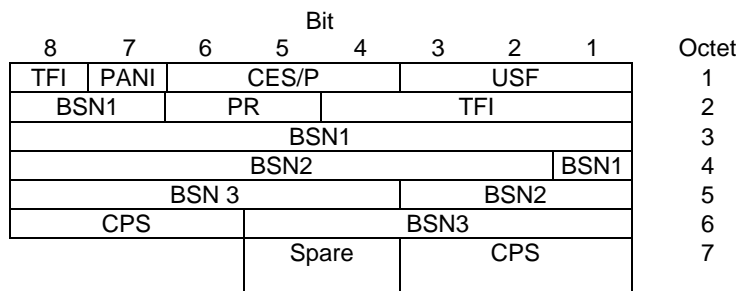 Bit
8 7 6 5 4 3 2 1 Octet
TFI PANI CES/P USF 1
BSN1 PR TFI 2
BSN1 3
BSN2 BSN1 4
BSN 3 BSN2 5
CPS BSN3 6
Spare CPS 7